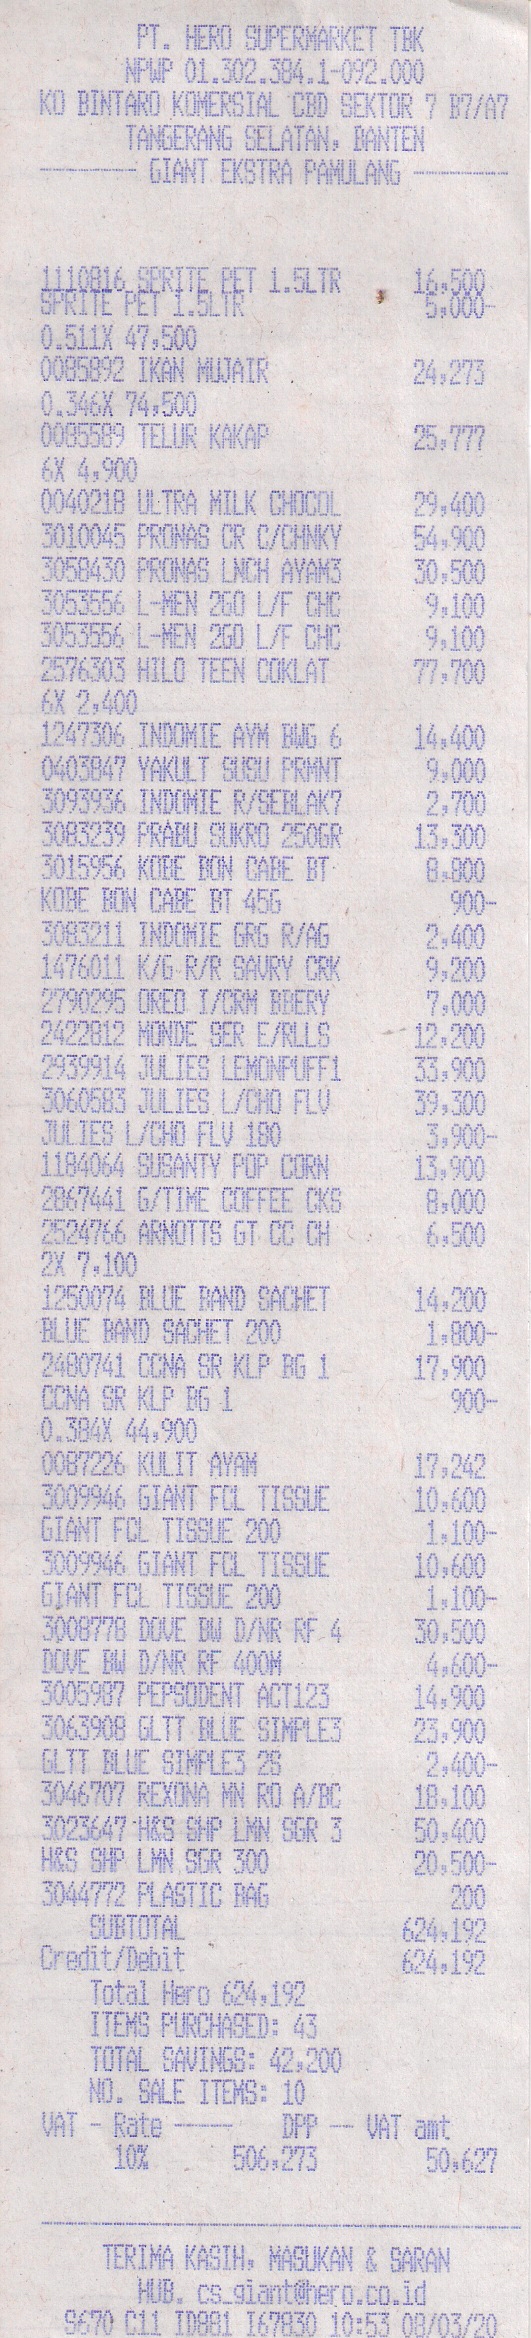 PT. HERO SUPERMARKET TBK
NPWP 01.302.384.1-092.000
KO BINTARO KOMERSIAL CBD SEKTOR 7 B7/A7
TANGERANG SELATAN, BANTEN
---------- GIANT EKSTRA PAMULANG ----------
1110816 SPRITE PET 1.5LTR 16,500
SPRITE PET 1.5LTR 5,000-
0.511X 47,500
0085892 IKAN MUJAIR 24,273
0.346X 74,500
0085589 TELUR KAKAP 25,777
6X 4,900
0040218 ULTRA MILK CHOCOL 29,400
3010045 PRONAS CR C/CHNKY 54,900
3058430 PRONAS LNCH AYAM3 30,500
3053556 L-MEN 2GO L/F CHC 9,100
3053556 L-MEN 2GO L/F CHC 9,100
2576303 HILO TEEN COKLAT 77,700
6X 2,400
1247306 INDOMIE AYM BWG 6 14,400
0403847 YAKULT SUSU PRMNT 9,000
3093936 INDOMIE R/SEBLAK7 2,700
3083239 PRABU SUKRO 250GR 13,300
3015956 KOBE BON CABE BT 8,800
KOBE BON CABE BT 45G 900-
3083211 INDOMIE GRG R/AG 2,400
1476011 K/G R/R SAVRY CRK 9,200
2790295 OREO I/CRM BBERY 7,000
2422812 MONDE SER E/RLLS 12,200
2939914 JULIES LEMONPUFF1 33,900
3060583 JULIES L/CHO FLV 39,300
JULIES L/CHO FLV 180 3,900-
1184064 SUSANTY POP CORN 13,900
2867441 G/TIME COFFEE CKS 8,000
2524766 ARNOTTS GT CC CH 6,500
2X 7,100
1250074 BLUE BAND SACHET 14,200
BLUE BAND SACHET 200 1,800-
2480741 CCNA SR KLP BG 1 17,900
CCNA SR KLP BG 1 900-
0.384X 44,900
0087226 KULIT AYAM 17,242
3009946 GIANT FCL TISSUE 10,600
GIANT FCL TISSUE 200 1,100-
3009946 GIANT FCL TISSUE 10,600
GIANT FCL TISSUE 200 1,100-
3008778 DOVE BW D/NR RF 4 30,500
DOVE BW D/NR RF 400M 4,600-
3005987 PEPSODENT ACT123 14,900
3063908 GLTT BLUE SIMPLE3 23,900
GLTT BLUE SIMPLE3 2S 2,400-
3046707 REXONA MN RO A/BC 18,100
3023647 H&S SHP LMN SGR 3 50,400
H&S SHP LMN SGR 300 20,500-
3044772 PLASTIC BAG 200
SUBTOTAL 624,192
Credit/Debit 624,192
Total Hero 624,192
ITEMS PURCHASED: 43
TOTAL SAVINGS: 42,200
NO. SALE ITEMS: 10
VAT - Rate ------ DPP -- VAT amt
10% 506,273 50,627
TERIMA KASIH, MASUKAN & SARAN
HUB. cs_giant@hero.co.id
S670 C11 ID881 I67830 10:53 08/03/20